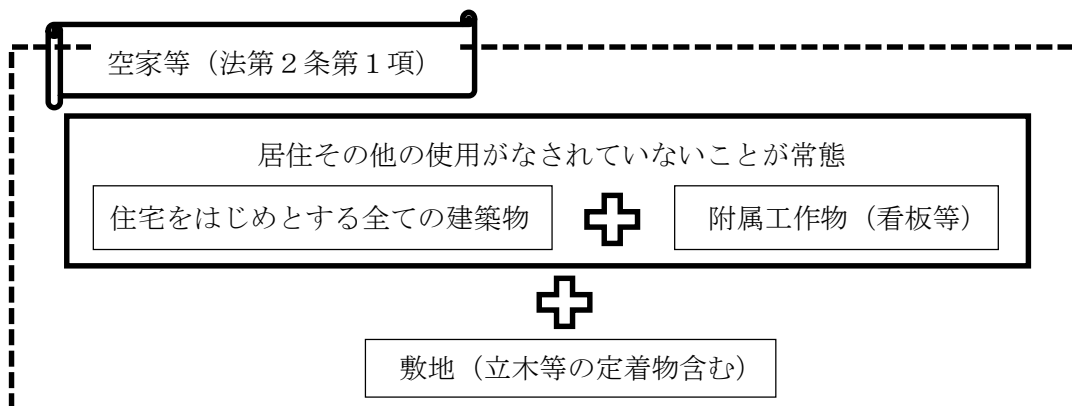 空家等（法第２条第１項）
居住その他の使用がなされていないことが常態
住宅をはじめとする全ての建築物
附属工作物（看板等）
敷地（立木等の定着物含む）